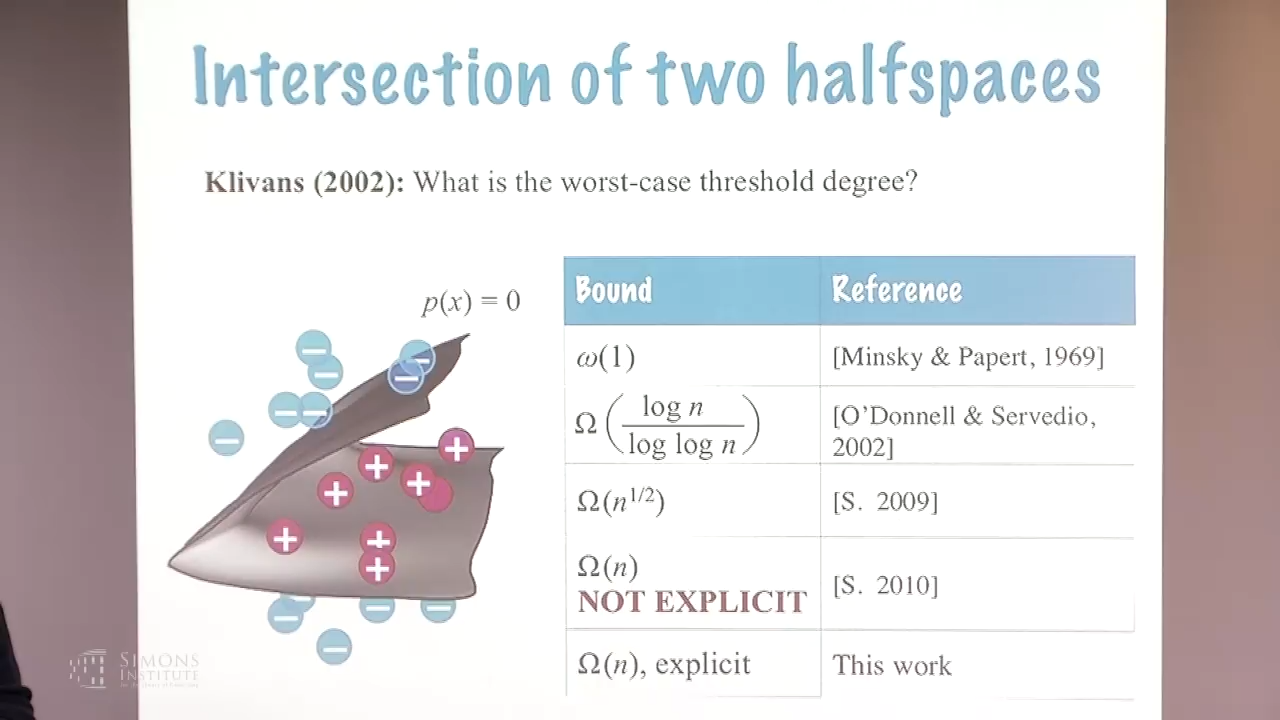 Intersection of two halfspaces
Klivans (2002): What is the worst-case threshold degree?
p(x) = 0
Bound Reference
ω(1) [Minsky & Papert, 1969]
Ω(log n / log log n) [O'Donnell & Servedio,
2002]
Ω(n^{1/2}) [S. 2009]
Ω(n)
NOT EXPLICIT [S. 2010]
Ω(n), explicit This work
SIMONS
INSTITUTE